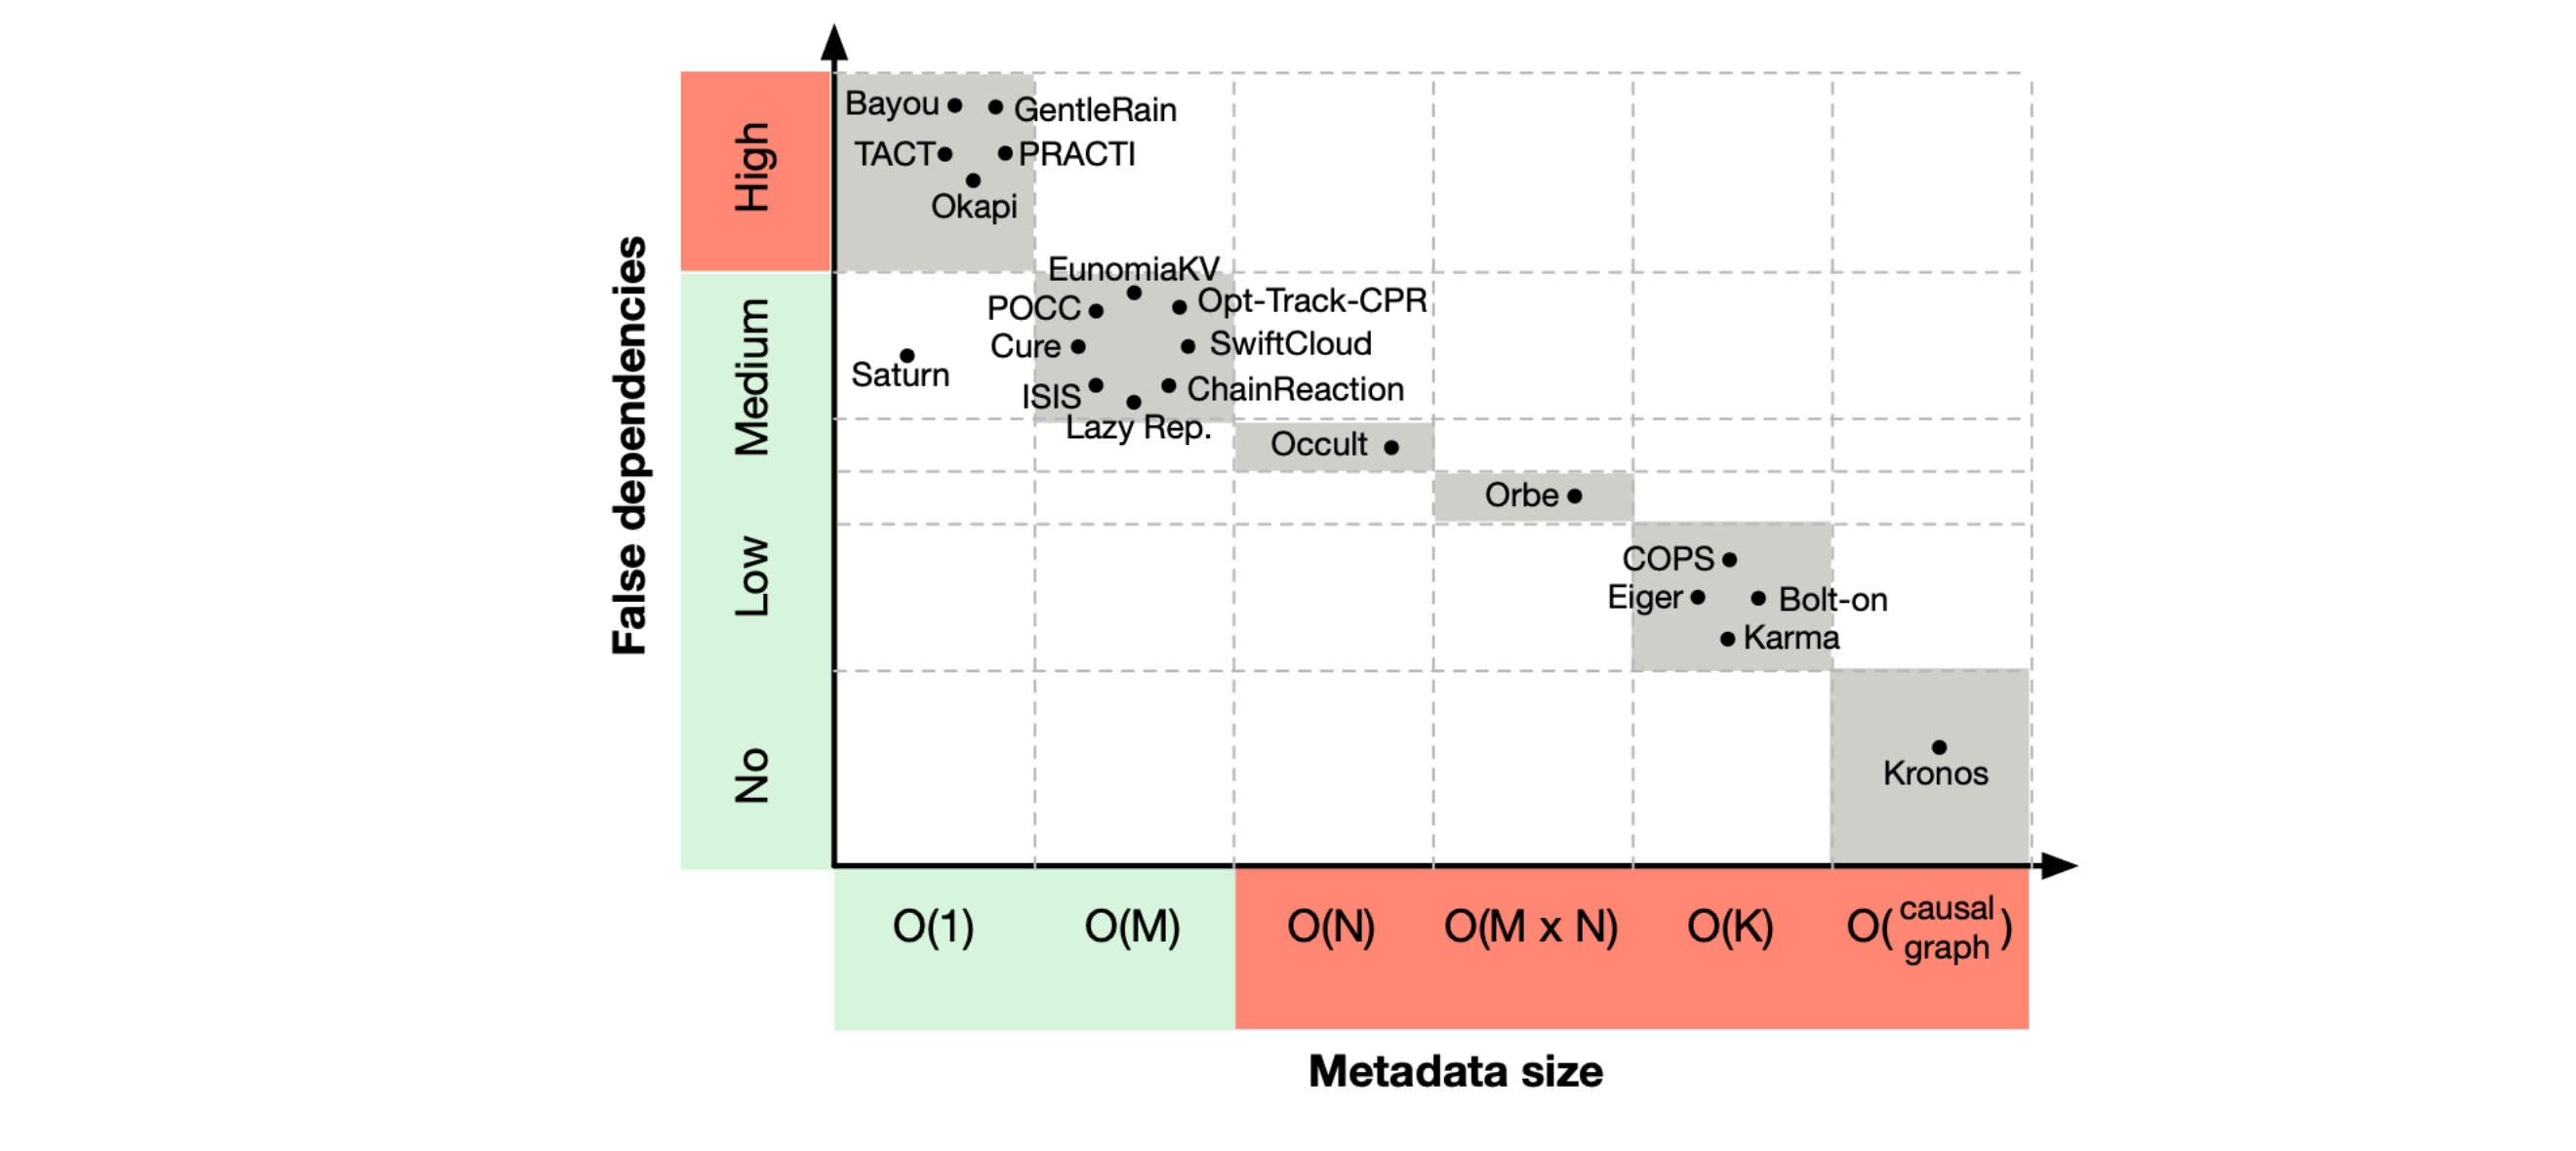 False dependencies
High
Medium
Low
No
Bayou
GentleRain
TACT
PRACTI
Okapi
EunomiaKV
POCC
Opt-Track-CPR
Cure
SwiftCloud
Saturn
ISIS
ChainReaction
Lazy Rep.
Occult
Orbe
COPS
Eiger
Bolt-on
Karma
Kronos
O(1)
O(M)
O(N)
O(M x N)
O(K)
O( causal
graph )
Metadata size